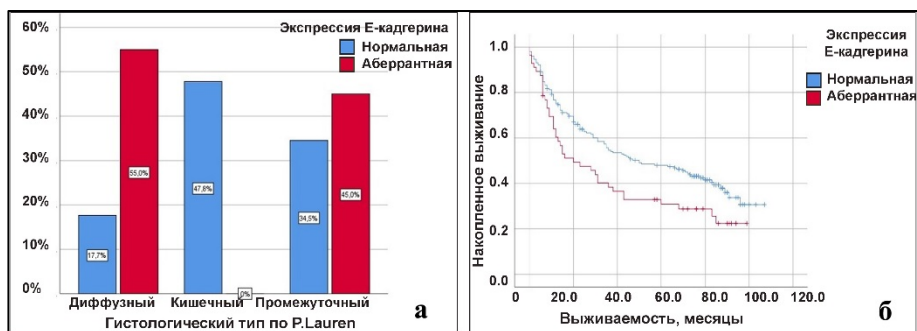 60%
50%
40%
30%
20%
10%
0%
Экспрессия Е-кадгерина
Нормальная
Аберрантная
17,7%
55,0%
47,8%
0%
34,5%
45,0%
Диффузный Кишечный Промежуточный
Гистологический тип по P.Lauren
а
Накопленное выживание
1.0
0.8
0.6
0.4
0.2
0.0
Экспрессия
Е-кадгерина
Нормальная
Аберрантная
0 20.0 40.0 60.0 80.0 100.0 120.0
Выживаемость, месяцы
б